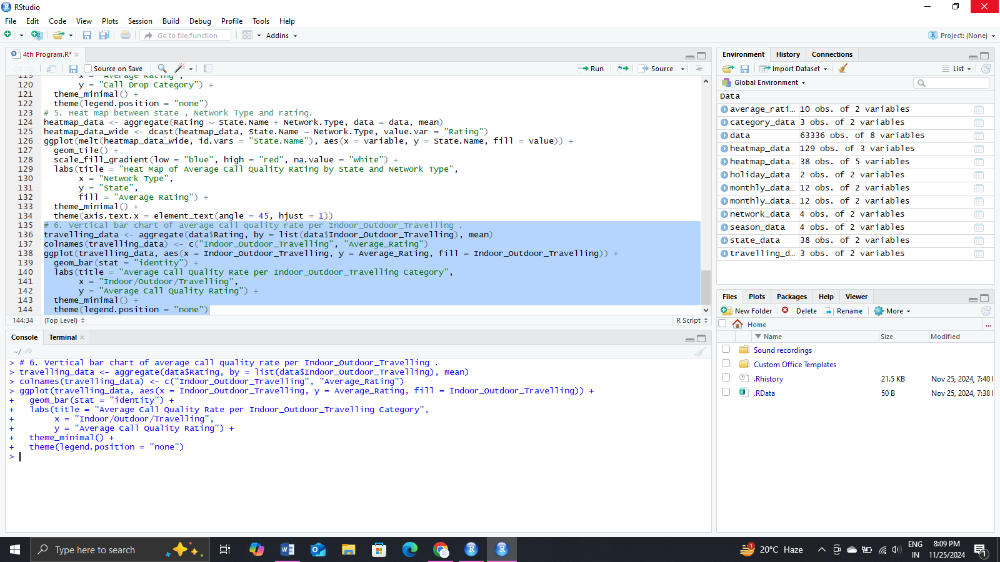 RStudio
File Edit Code View Plots Session Build Debug Profile Tools Help
Go to file/function Addins Project: (None)
4th Program.R*
Source on Save Run Source
119 x = "Average Rating",
120 y = "Call Drop Category") +
121 theme_minimal() +
122 theme(legend.position = "none")
123 # 5. Heat map between state , Network Type and rating.
124 heatmap_data <- aggregate(Rating ~ State.Name + Network.Type, data = data, mean)
125 heatmap_data_wide <- dcast(heatmap_data, State.Name ~ Network.Type, value.var = "Rating")
126 ggplot(melt(heatmap_data_wide, id.vars = "State.Name"), aes(x = variable, y = State.Name, fill = value)) +
127 geom_tile() +
128 scale_fill_gradient(low = "blue", high = "red", na.value = "white") +
129 labs(title = "Heat Map of Average Call Quality Rating by State and Network Type",
130 x = "Network Type",
131 y = "State",
132 fill = "Average Rating") +
133 theme_minimal() +
134 theme(axis.text.x = element_text(angle = 45, hjust = 1))
135 # 6. Vertical bar chart of average call quality rate per Indoor_Outdoor_Travelling .
136 travelling_data <- aggregate(data$Rating, by = list(data$Indoor_Outdoor_Travelling), mean)
137 colnames(travelling_data) <- c("Indoor_Outdoor_Travelling", "Average_Rating")
138 ggplot(travelling_data, aes(x = Indoor_Outdoor_Travelling, y = Average_Rating, fill = Indoor_Outdoor_Travelling)) +
139 geom_bar(stat = "identity") +
140 labs(title = "Average Call Quality Rate per Indoor_Outdoor_Travelling Category",
141 x = "Indoor/Outdoor/Travelling",
142 y = "Average Call Quality Rating") +
143 theme_minimal() +
144 theme(legend.position = "none")
144:34 (Top Level) R Script
Console Terminal
~/
> # 6. Vertical bar chart of average call quality rate per Indoor_Outdoor_Travelling .
> travelling_data <- aggregate(data$Rating, by = list(data$Indoor_Outdoor_Travelling), mean)
> colnames(travelling_data) <- c("Indoor_Outdoor_Travelling", "Average_Rating")
> ggplot(travelling_data, aes(x = Indoor_Outdoor_Travelling, y = Average_Rating, fill = Indoor_Outdoor_Travelling)) +
+ geom_bar(stat = "identity") +
+ labs(title = "Average Call Quality Rate per Indoor_Outdoor_Travelling Category",
+ x = "Indoor/Outdoor/Travelling",
+ y = "Average Call Quality Rating") +
+ theme_minimal() +
+ theme(legend.position = "none")
>
Environment History Connections
Import Dataset List
Global Environment
Data
average_rati… 10 obs. of 2 variables
category_data 3 obs. of 2 variables
data 63336 obs. of 8 variables
heatmap_data 129 obs. of 3 variables
heatmap_data… 38 obs. of 5 variables
holiday_data 2 obs. of 2 variables
monthly_data… 12 obs. of 2 variables
monthly_data… 12 obs. of 2 variables
network_data 4 obs. of 2 variables
season_data 4 obs. of 2 variables
state_data 38 obs. of 2 variables
travelling_d… 3 obs. of 2 variables
Files Plots Packages Help Viewer
New Folder Delete Rename More
Home ...
Name Size Modified
Sound recordings
Custom Office Templates
.Rhistory 21.5 KB Nov 25, 2024, 7:40
.RData 50 B Nov 25, 2024, 7:38
Type here to search 20°C Haze ENG IN 8:09 PM 11/25/2024